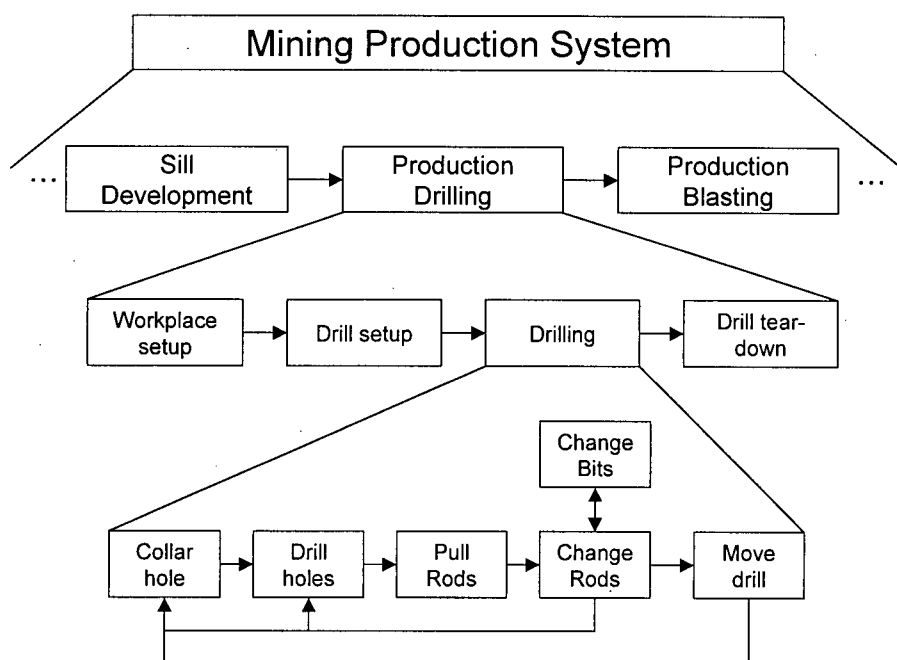 Mining Production System
... Sill
Development
Production
Drilling
Production
Blasting ...
Workplace
setup
Drill setup
Drilling
Drill tear-
down
Change
Bits
Collar
hole
Drill
holes
Pull
Rods
Change
Rods
Move
drill